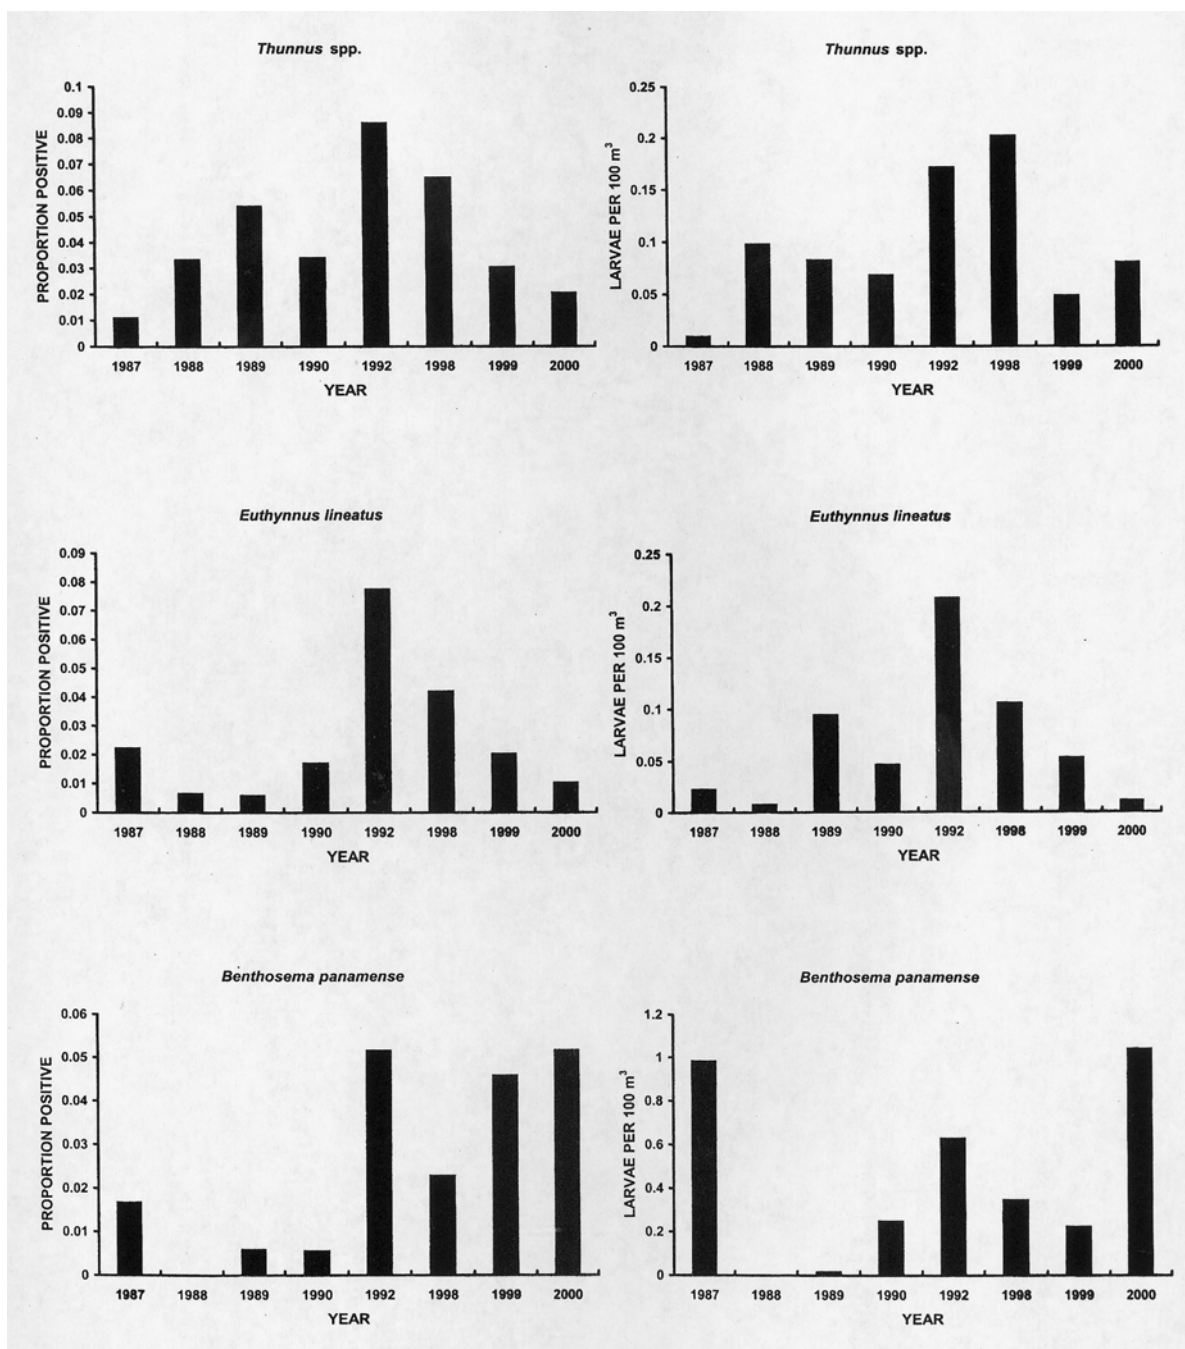 Thunnus spp.
PROPORTION POSITIVE
0.1
0.09
0.08
0.07
0.06
0.05
0.04
0.03
0.02
0.01
0
1987 1988 1989 1990 1992 1998 1999 2000
YEAR
Thunnus spp.
LARVAE PER 100 m³
0.25
0.2
0.15
0.1
0.05
0
1987 1988 1989 1990 1992 1998 1999 2000
YEAR
Euthynnus lineatus
PROPORTION POSITIVE
0.09
0.08
0.07
0.06
0.05
0.04
0.03
0.02
0.01
0
1987 1988 1989 1990 1992 1998 1999 2000
YEAR
Euthynnus lineatus
LARVAE PER 100 m³
0.25
0.2
0.15
0.1
0.05
0
1987 1988 1989 1990 1992 1998 1999 2000
YEAR
Benthosema panamense
PROPORTION POSITIVE
0.06
0.05
0.04
0.03
0.02
0.01
0
1987 1988 1989 1990 1992 1998 1999 2000
YEAR
Benthosema panamense
LARVAE PER 100 m³
1.2
1
0.8
0.6
0.4
0.2
0
1987 1988 1989 1990 1992 1998 1999 2000
YEAR